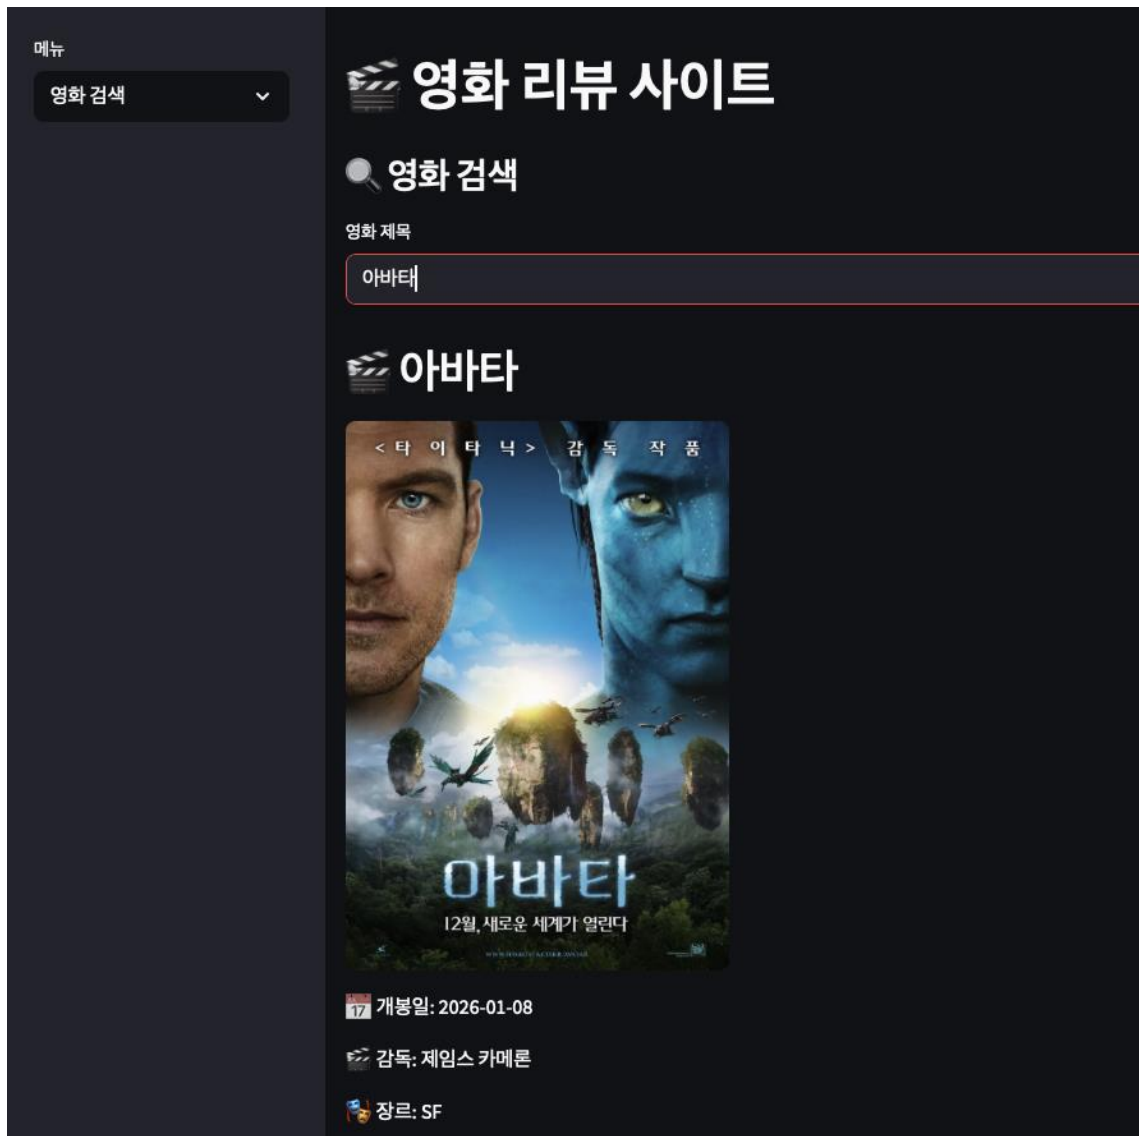 메뉴
영화 검색
영화 리뷰 사이트
영화 검색
영화 제목
아바타
아바타
<타이타닉> 감독 작품
아바타
12월, 새로운 세계가 열린다
17 개봉일: 2026-01-08
감독: 제임스 카메론
장르: SF